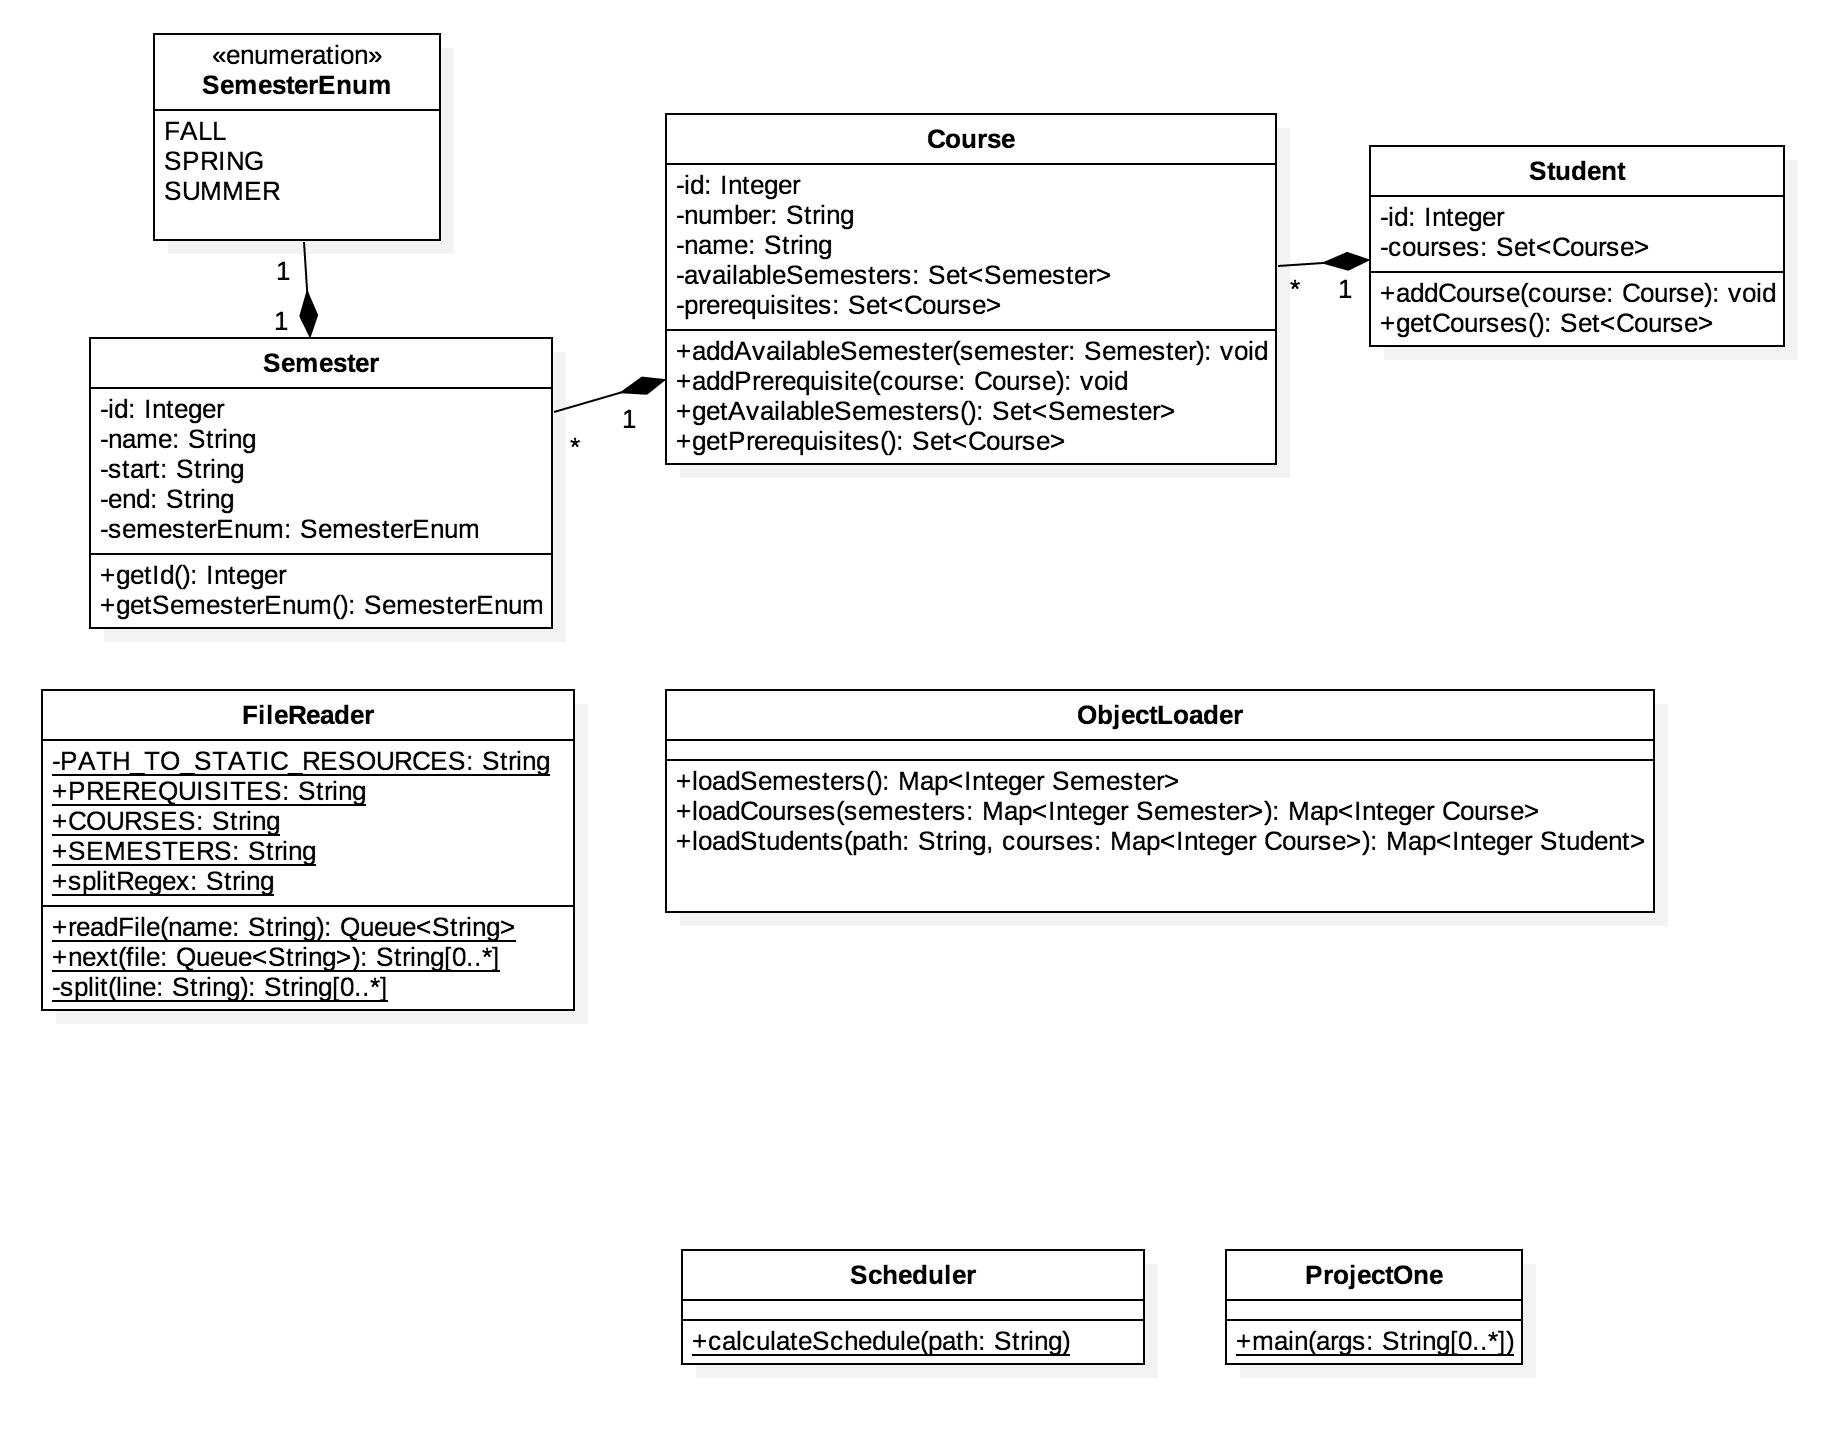 «enumeration»
SemesterEnum
FALL
SPRING
SUMMER
1
1
Semester
-id: Integer
-name: String
-start: String
-end: String
-semesterEnum: SemesterEnum
+getId(): Integer
+getSemesterEnum(): SemesterEnum
*
1
Course
-id: Integer
-number: String
-name: String
-availableSemesters: Set<Semester>
-prerequisites: Set<Course>
+addAvailableSemester(semester: Semester): void
+addPrerequisite(course: Course): void
+getAvailableSemesters(): Set<Semester>
+getPrerequisites(): Set<Course>
*
1
Student
-id: Integer
-courses: Set<Course>
+addCourse(course: Course): void
+getCourses(): Set<Course>
FileReader
-PATH_TO_STATIC_RESOURCES: String
+PREREQUISITES: String
+COURSES: String
+SEMESTERS: String
+splitRegex: String
+readFile(name: String): Queue<String>
+next(file: Queue<String>): String[0..*]
-split(line: String): String[0..*]
ObjectLoader
+loadSemesters(): Map<Integer Semester>
+loadCourses(semesters: Map<Integer Semester>): Map<Integer Course>
+loadStudents(path: String, courses: Map<Integer Course>): Map<Integer Student>
Scheduler
+calculateSchedule(path: String)
ProjectOne
+main(args: String[0..*])